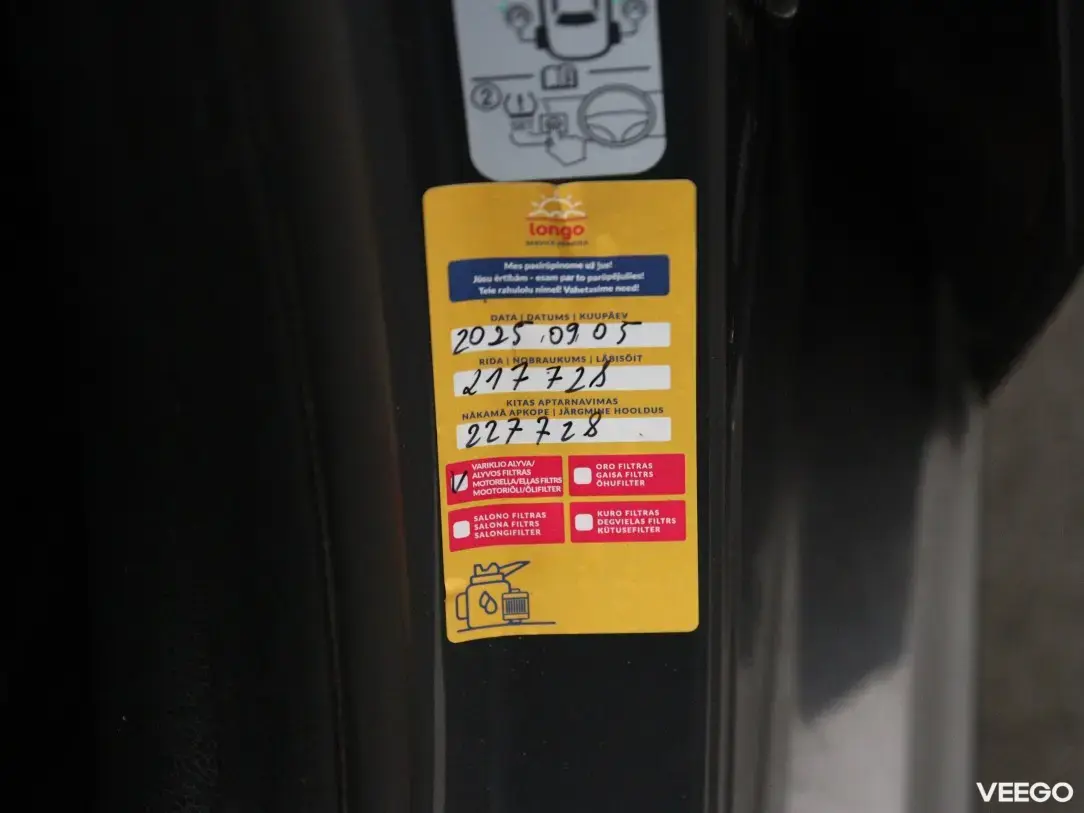 2
SET
longo
Mes pasirūpinome už jus!
Jūsu ērtībām - esam par to parūpējušies!
Teie rahulolu nimel! Vahetasime need!
DATA | DATUMS | KUUPÄEV
2025.09.05
RIDA | NOBRAUKUMS | LÄBISÕIT
217728
KITAS APTARNAVIMAS
NĀKAMĀ APKOPE | JÄRGMINE HOOLDUS
227728
VARIKLIO ALYVA/
ALYVOS FILTRAS
MOTOREĻĻA/EĻĻAS FILTRS
MOOTORIÕLI/ÕLIFILTER
ORO FILTRAS
GAISA FILTRS
ÕHUFILTER
SALONO FILTRAS
SALONA FILTRS
SALONGIFILTER
KURO FILTRAS
DEGVIELAS FILTRS
KÜTUSEFILTER
VEEGO